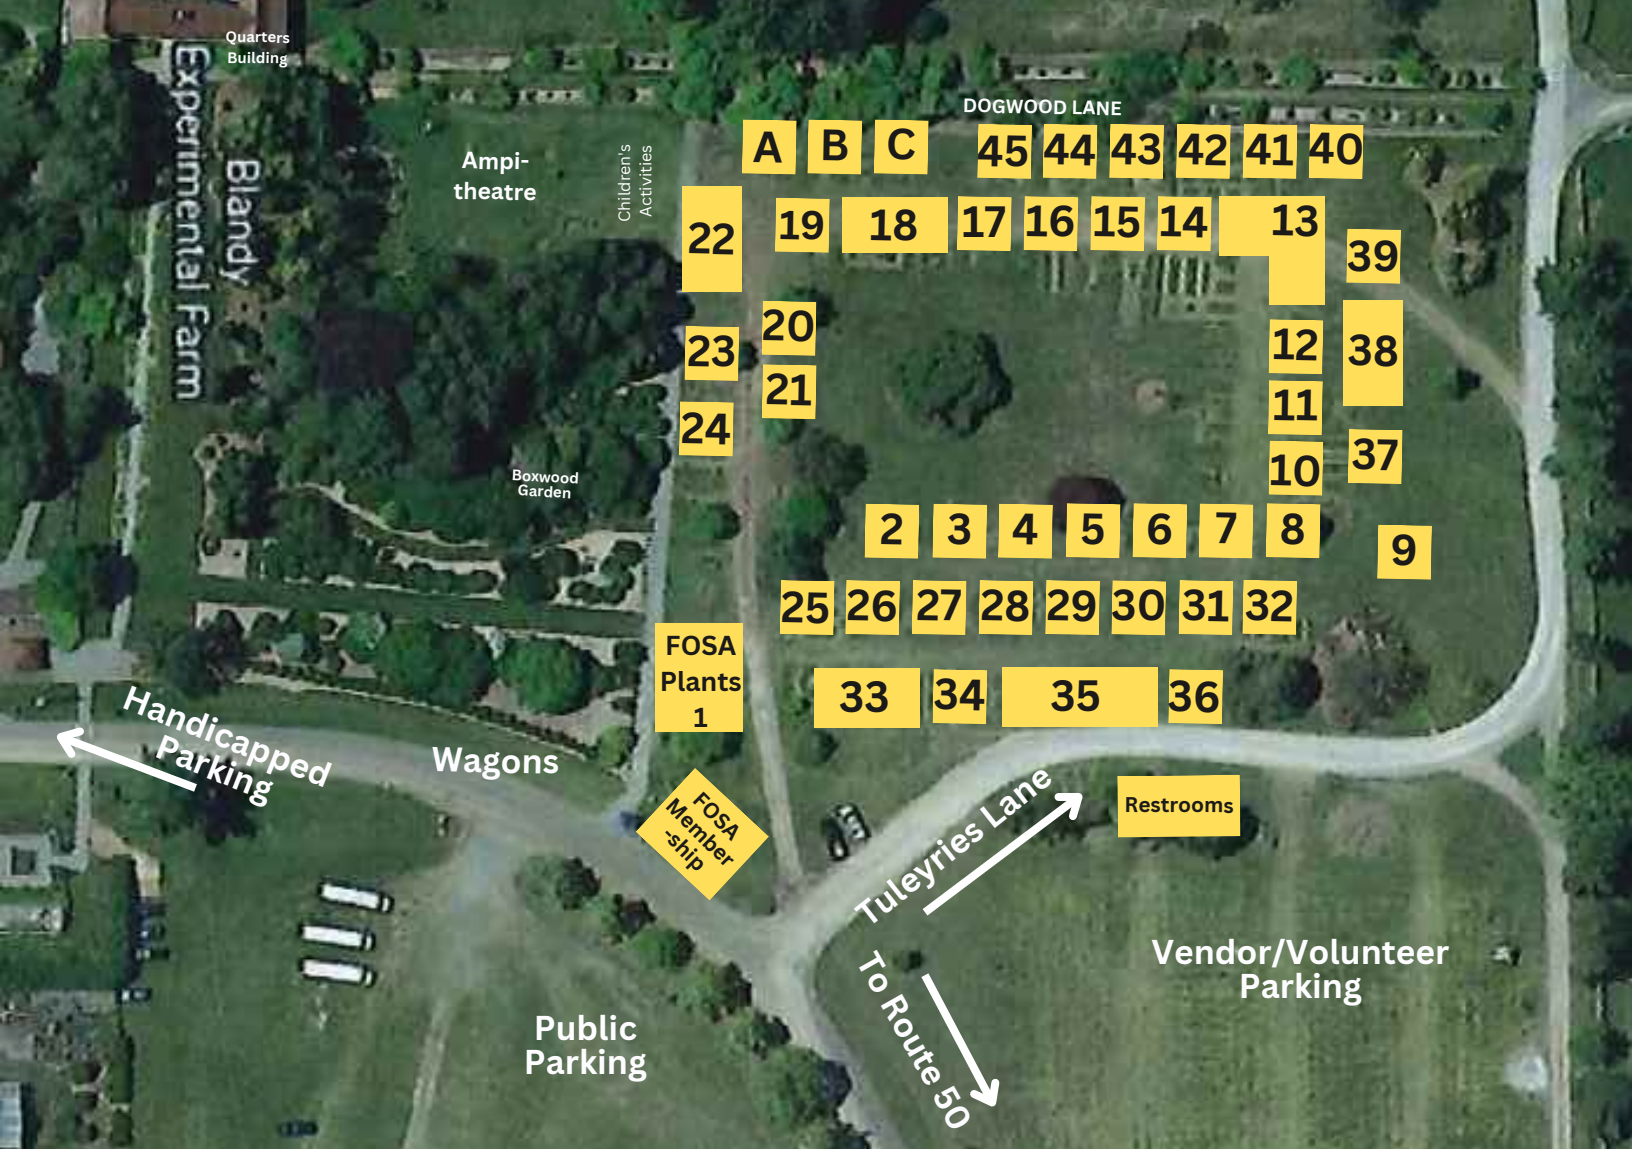 Quarters
Building
Experimental Farm
Blandy
Ampi-
theatre
Children's
Activities
DOGWOOD LANE
A
B
C
45
44
43
42
41
40
22
19
18
17
16
15
14
13
39
20
23
21
24
12
38
11
10
37
Boxwood
Garden
2
3
4
5
6
7
8
9
25
26
27
28
29
30
31
32
FOSA
Plants
1
33
34
35
36
Handicapped
Parking
Wagons
FOSA
Member
-ship
Tuleyries Lane
Restrooms
To Route 50
Vendor/Volunteer
Parking
Public
Parking